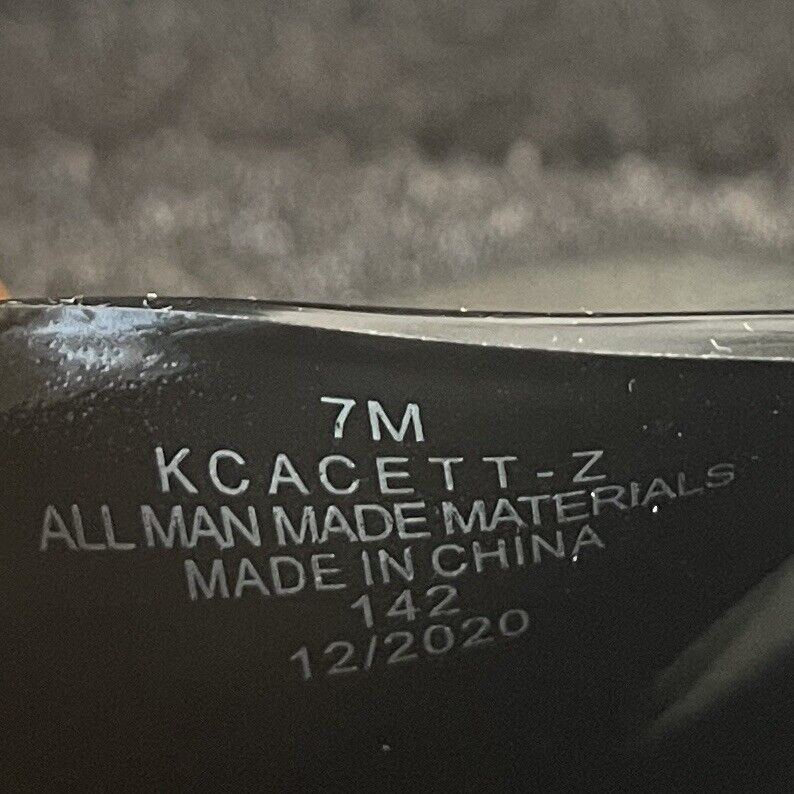 7M
KCACETT-Z
ALL MAN MADE MATERIALS
MADE IN CHINA
142
12/2020